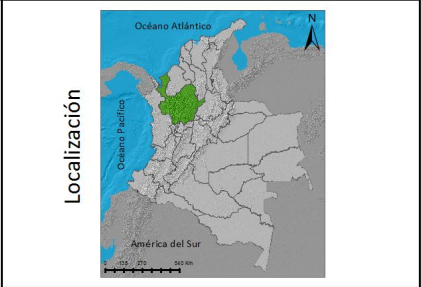 Localización
Océano Atlántico
N
Océano Pacífico
América del Sur
0 135 270 540 Km